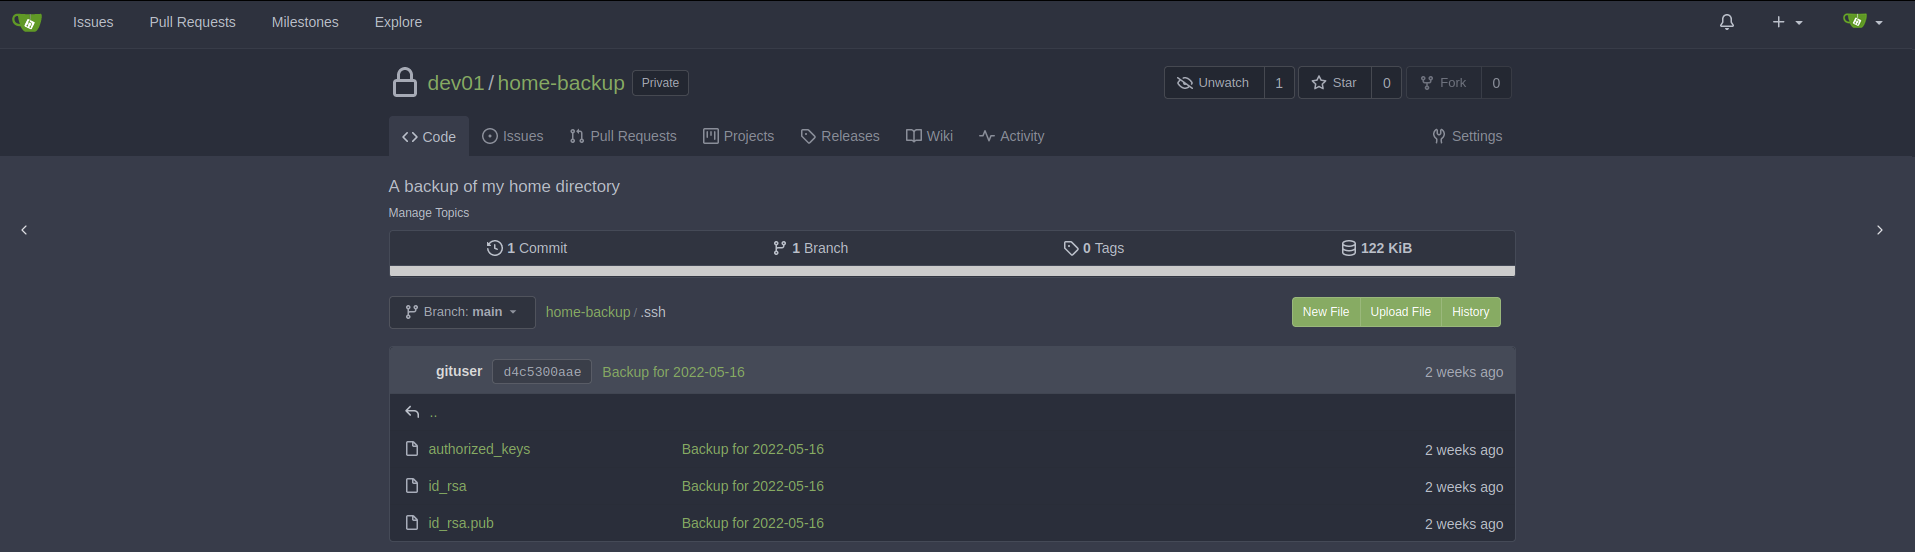 Issues Pull Requests Milestones Explore
dev01 / home-backup Private Unwatch 1 Star 0 Fork 0
Code Issues Pull Requests Projects Releases Wiki Activity Settings
A backup of my home directory
Manage Topics
1 Commit 1 Branch 0 Tags 122 KiB
Branch: main home-backup / .ssh New File Upload File History
gituser d4c5300aae Backup for 2022-05-16 2 weeks ago
..
authorized_keys Backup for 2022-05-16 2 weeks ago
id_rsa Backup for 2022-05-16 2 weeks ago
id_rsa.pub Backup for 2022-05-16 2 weeks ago